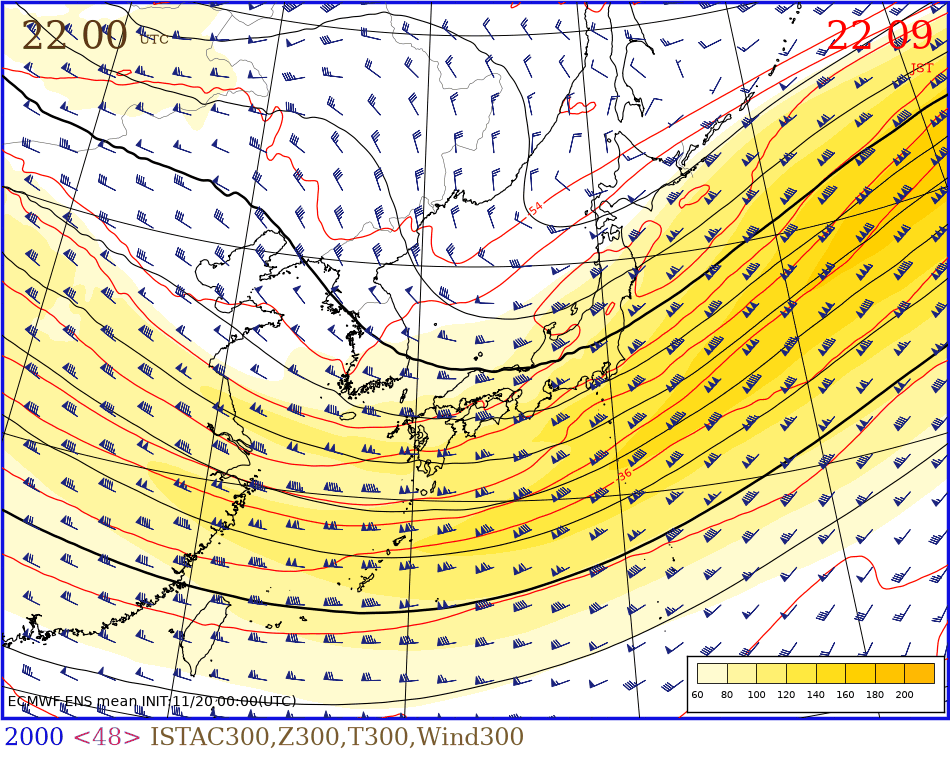 22 00 UTC
22 09 JST
-54
-36
60 80 100 120 140 160 180 200
ECMWF ENS mean INIT:11/20 00:00(UTC)
2000 <48> ISTAC300,Z300,T300,Wind300